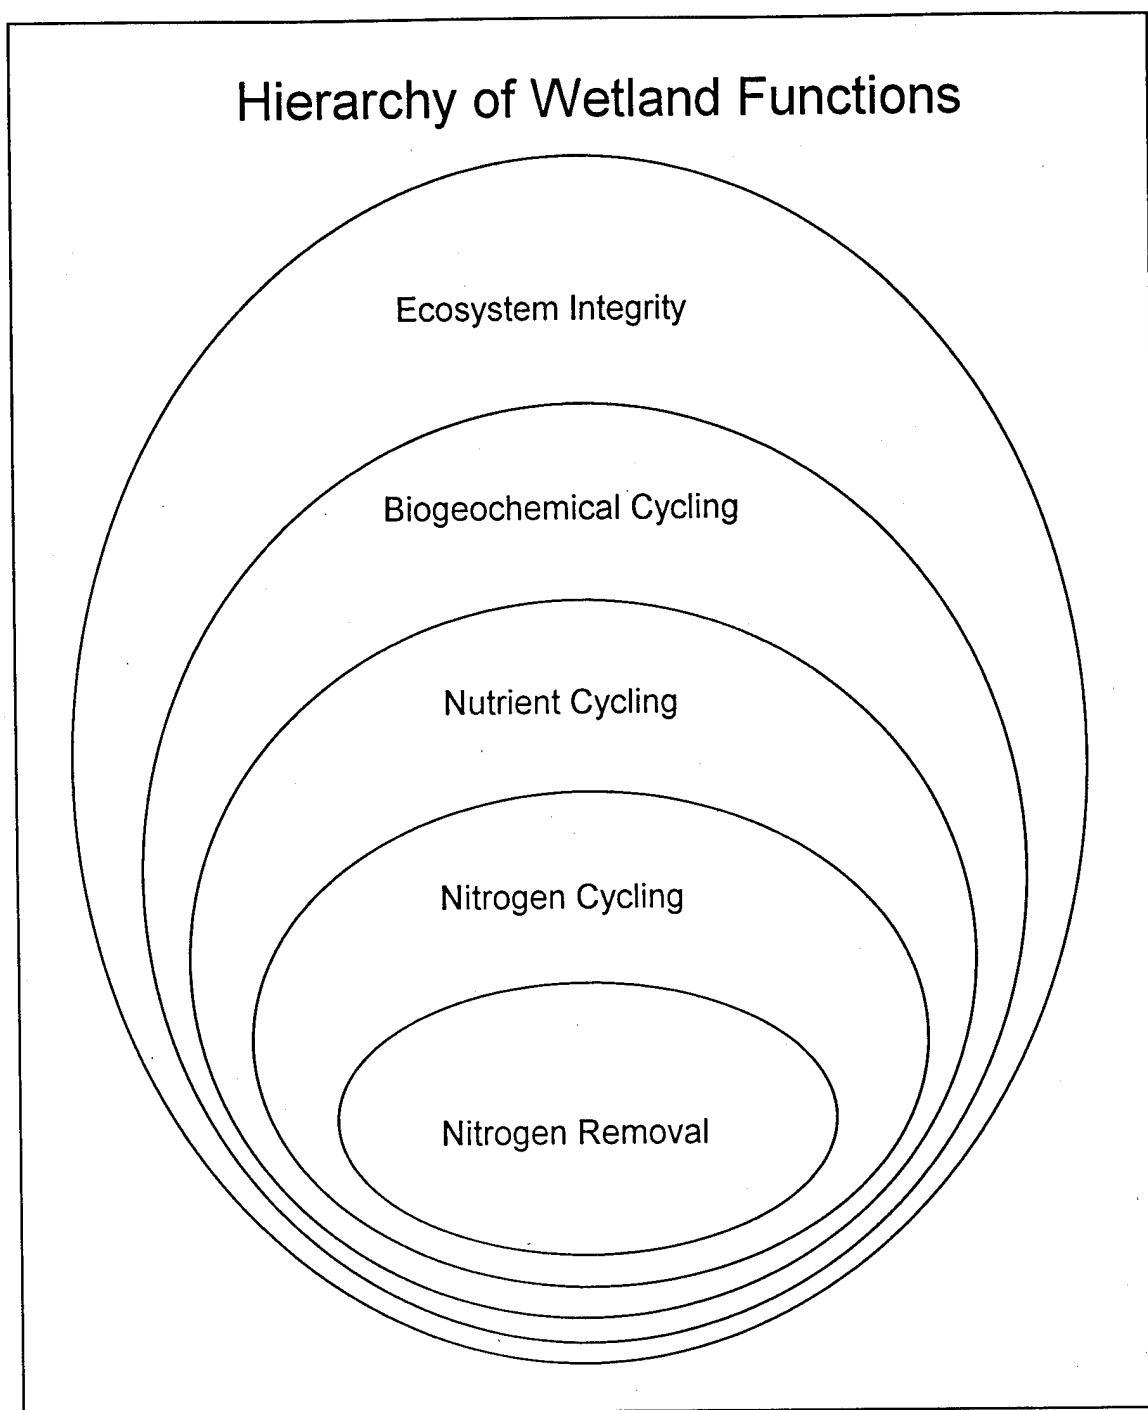 Hierarchy of Wetland Functions
Ecosystem Integrity
Biogeochemical Cycling
Nutrient Cycling
Nitrogen Cycling
Nitrogen Removal